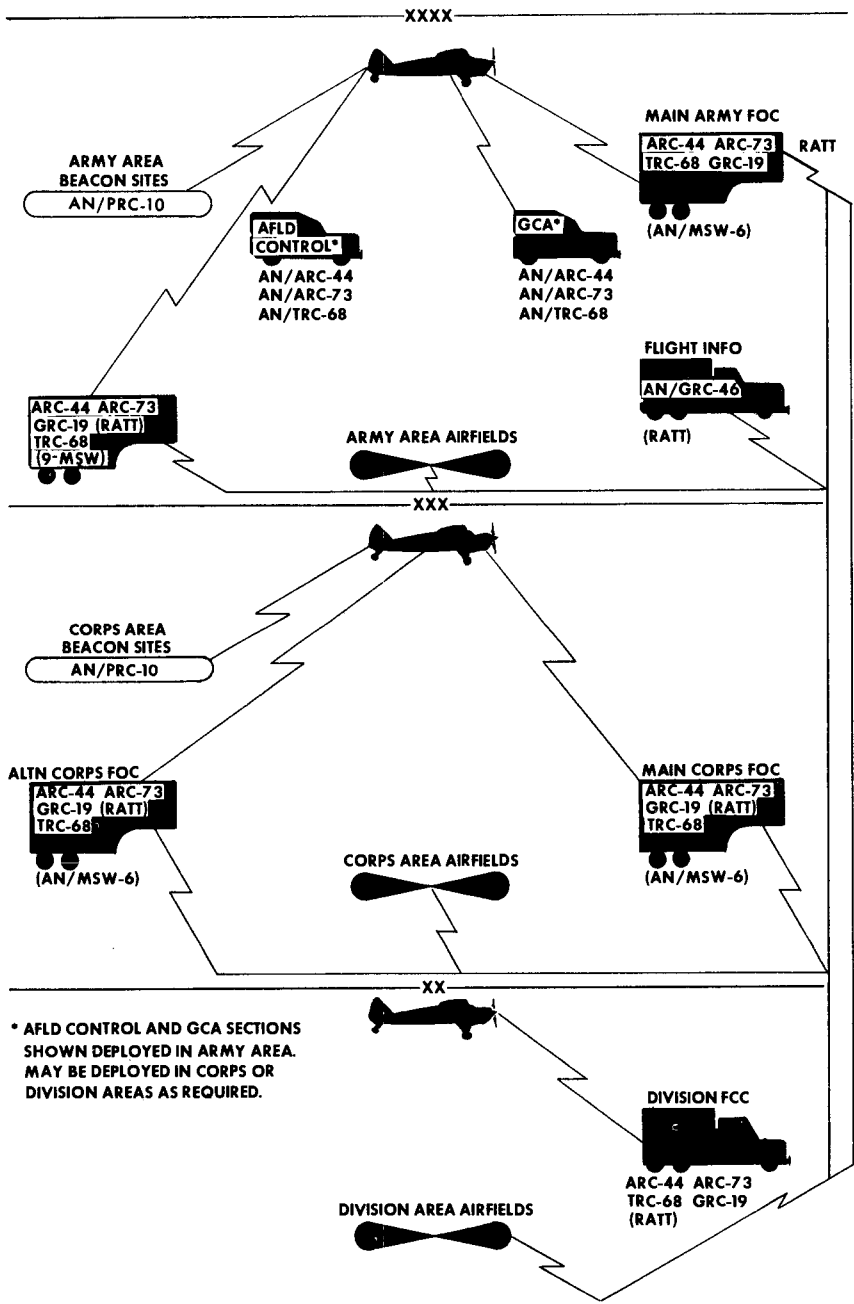 XXXX
MAIN ARMY FOC
ARC-44 ARC-73
TRC-68 GRC-19
RATT
(AN/MSW-6)
ARMY AREA
BEACON SITES
AN/PRC-10
AFLD
CONTROL*
AN/ARC-44
AN/ARC-73
AN/TRC-68
GCA*
AN/ARC-44
AN/ARC-73
AN/TRC-68
FLIGHT INFO
AN/GRC-46
(RATT)
ARC-44 ARC-73
GRC-19 (RATT)
TRC-68
(9-MSW)
ARMY AREA AIRFIELDS
XXX
CORPS AREA
BEACON SITES
AN/PRC-10
ALTN CORPS FOC
ARC-44 ARC-73
GRC-19 (RATT)
TRC-68
(AN/MSW-6)
MAIN CORPS FOC
ARC-44 ARC-73
GRC-19 (RATT)
TRC-68
(AN/MSW-6)
CORPS AREA AIRFIELDS
XX
* AFLD CONTROL AND GCA SECTIONS
SHOWN DEPLOYED IN ARMY AREA.
MAY BE DEPLOYED IN CORPS OR
DIVISION AREAS AS REQUIRED.
DIVISION FCC
ARC-44 ARC-73
TRC-68 GRC-19
(RATT)
DIVISION AREA AIRFIELDS